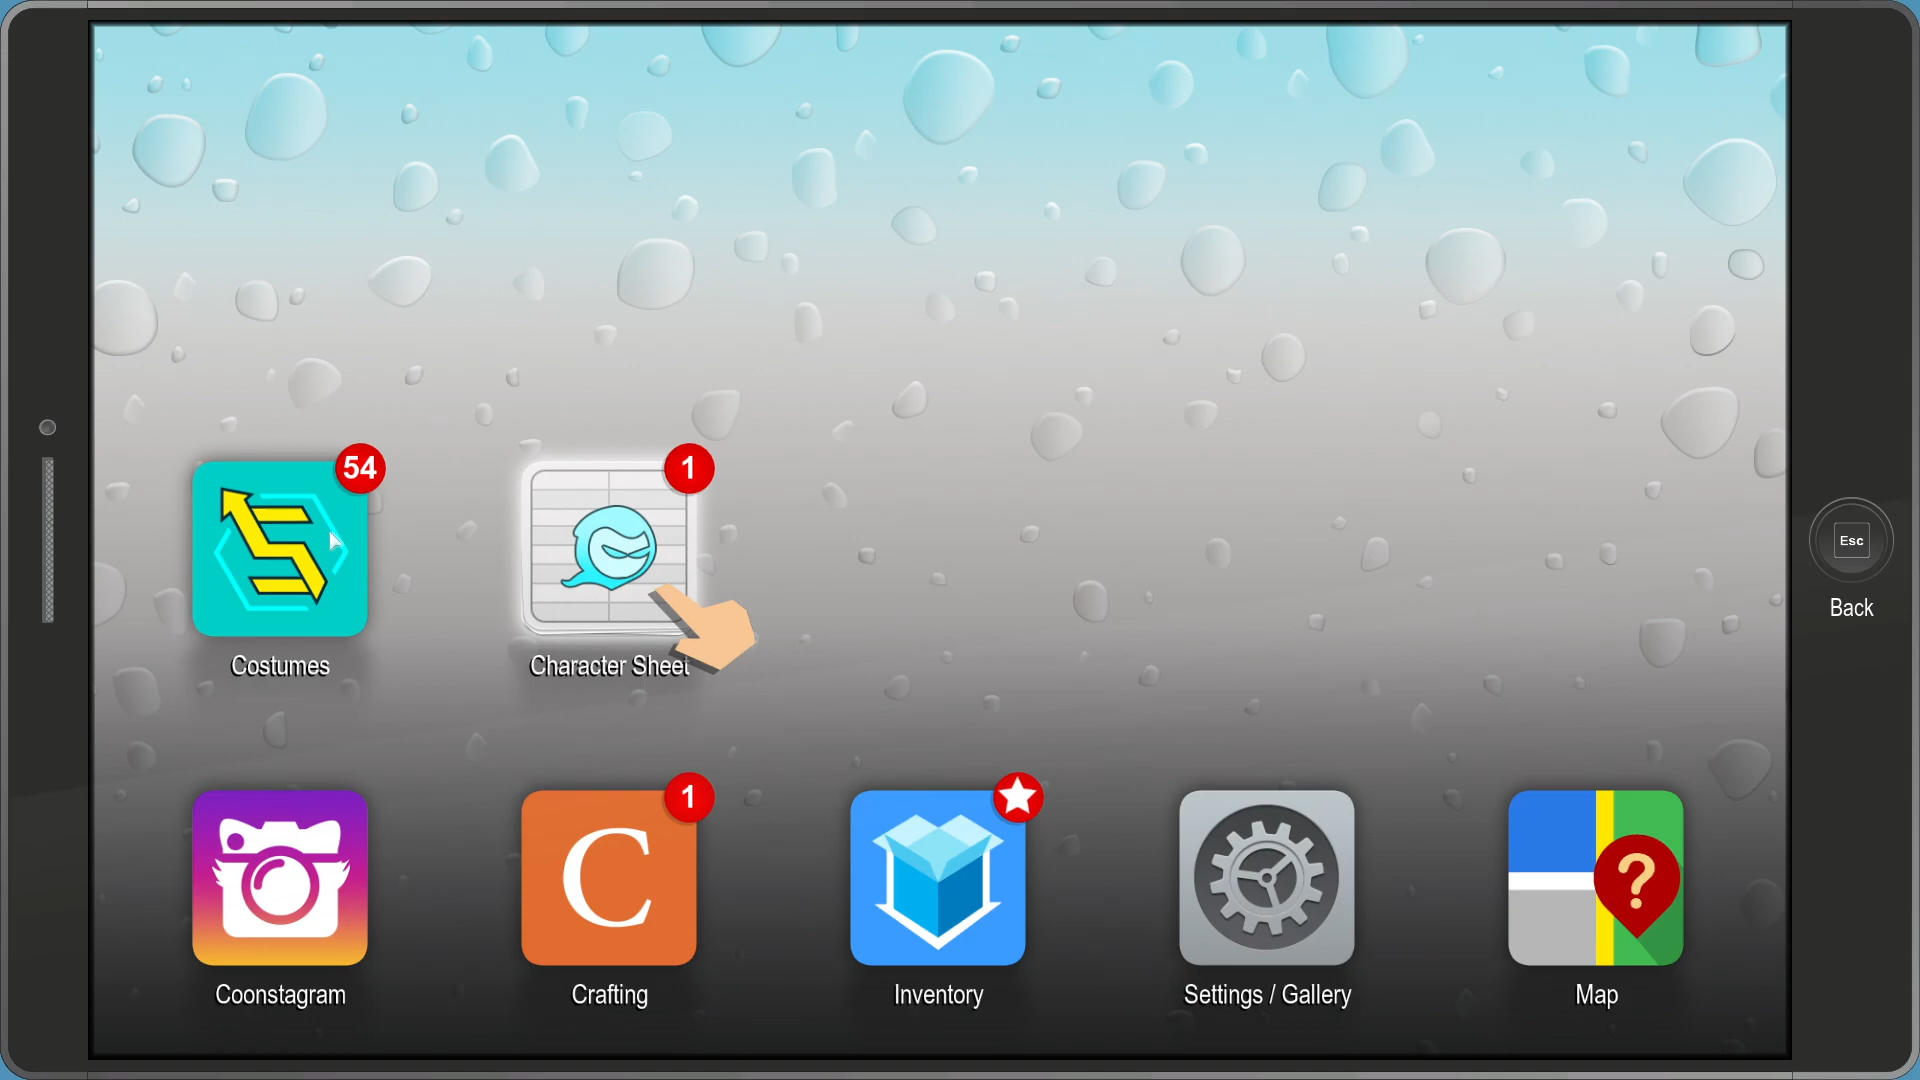 54
1
Costumes
Character Sheet
Esc
Back
1
C
?
Coonstagram
Crafting
Inventory
Settings / Gallery
Map